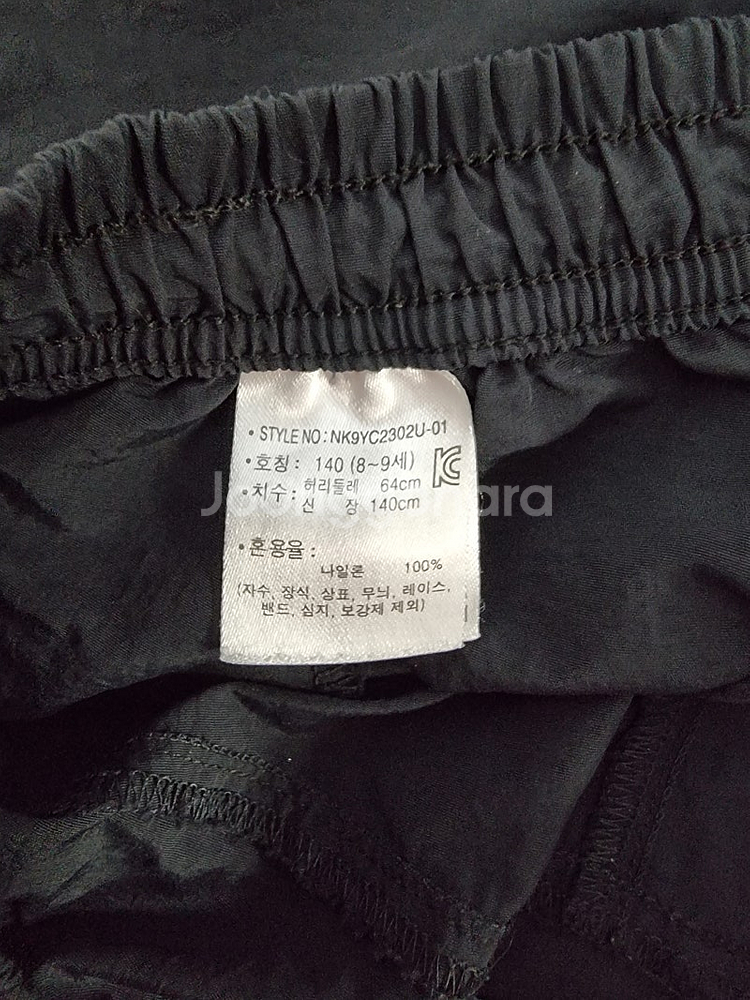 • STYLE NO : NK9YC2302U-01
• 호칭 : 140 (8~9세)
• 치수 : 허리둘레 64cm
신 장 140cm
• 혼용율 :
나일론 100%
(자수, 장식, 상표, 무늬, 레이스,
밴드, 심지, 보강제 제외)
Joonggonara